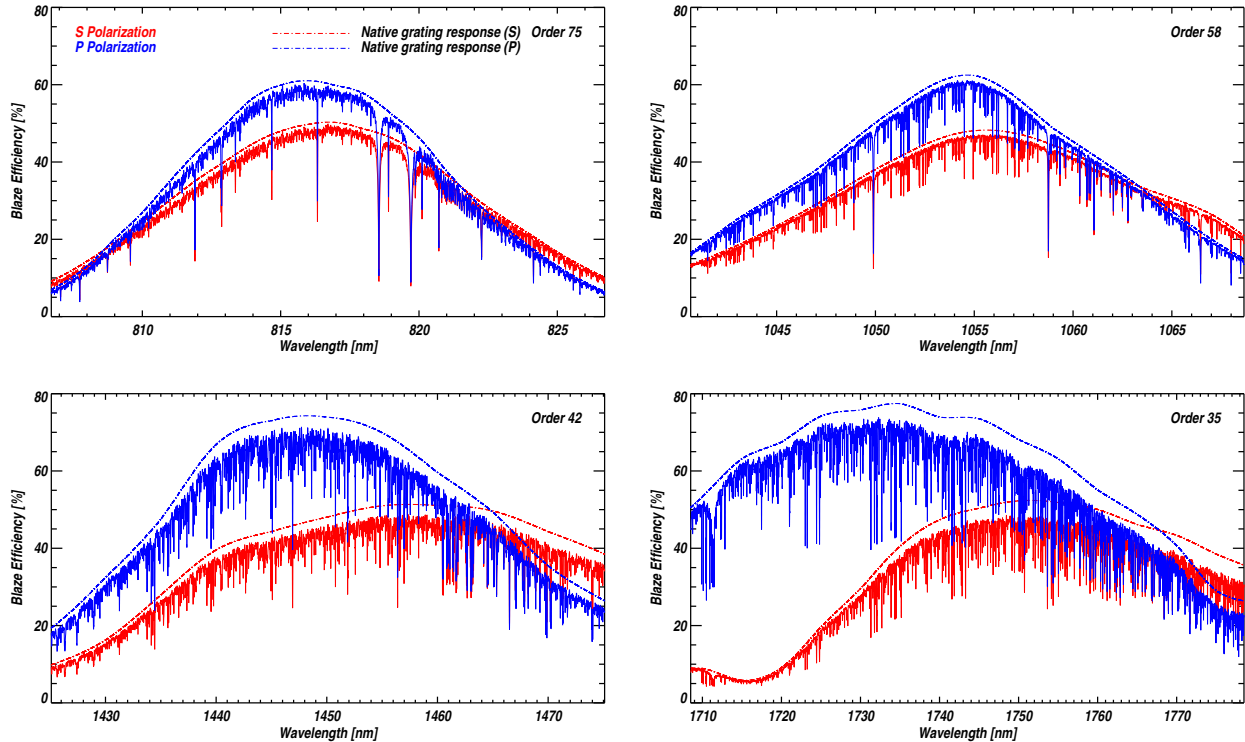 80
60
40
20
0
Blaze Efficiency [%]
S Polarization
P Polarization
Native grating response (S)
Native grating response (P)
Order 75
810
815
820
825
Wavelength [nm]
80
60
40
20
0
Blaze Efficiency [%]
Order 58
1045
1050
1055
1060
1065
Wavelength [nm]
80
60
40
20
0
Blaze Efficiency [%]
Order 42
1430
1440
1450
1460
1470
Wavelength [nm]
80
60
40
20
0
Blaze Efficiency [%]
Order 35
1710
1720
1730
1740
1750
1760
1770
Wavelength [nm]